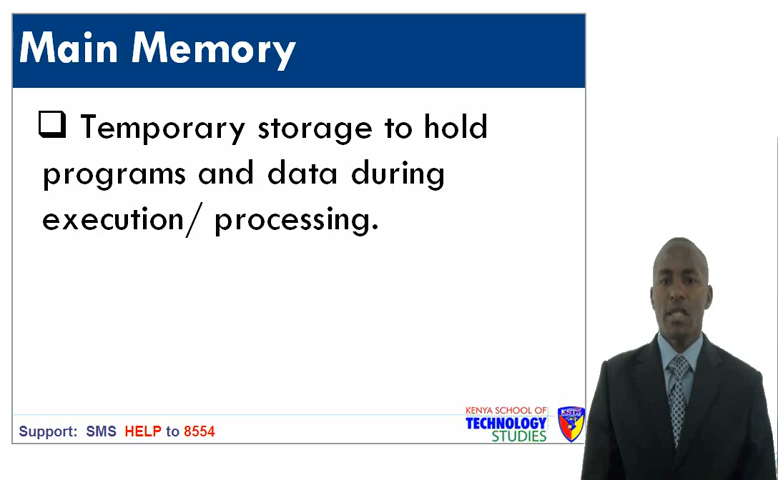 Main Memory
❑ Temporary storage to hold
programs and data during
execution/ processing.
Support: SMS HELP to 8554
KENYA SCHOOL OF
TECHNOLOGY
STUDIES